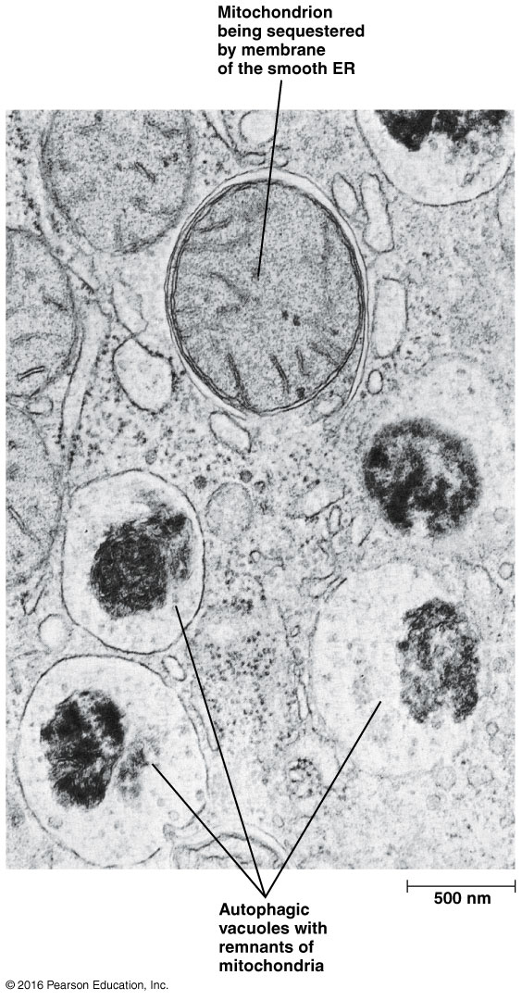 Mitochondrion
being sequestered
by membrane
of the smooth ER
500 nm
Autophagic
vacuoles with
remnants of
mitochondria
© 2016 Pearson Education, Inc.